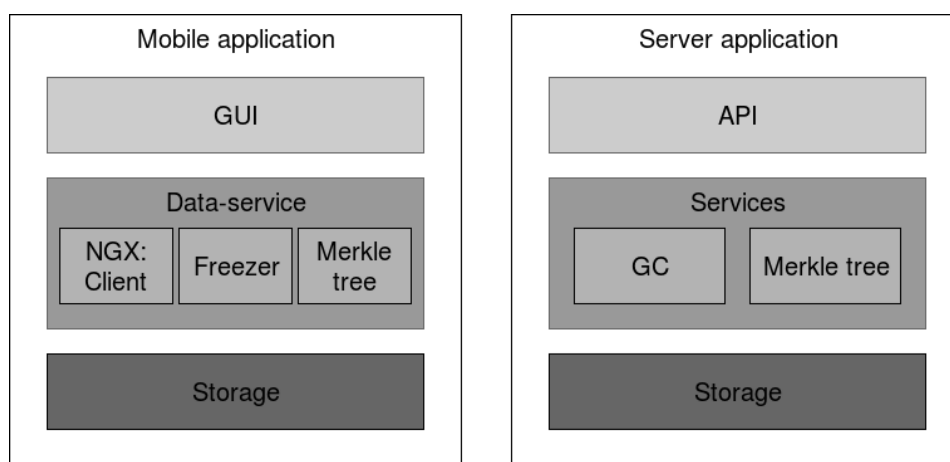 Mobile application
GUI
Data-service
NGX:
Client
Freezer
Merkle
tree
Storage
Server application
API
Services
GC
Merkle tree
Storage